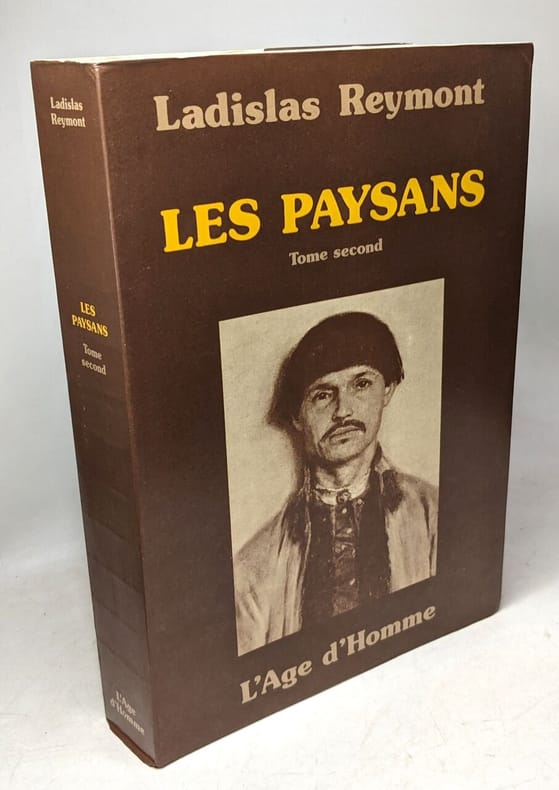 Ladislas
Reymont
LES
PAYSANS
Tome
second
L'Age
d'Homme
Ladislas Reymont
LES PAYSANS
Tome second
L'Age d'Homme